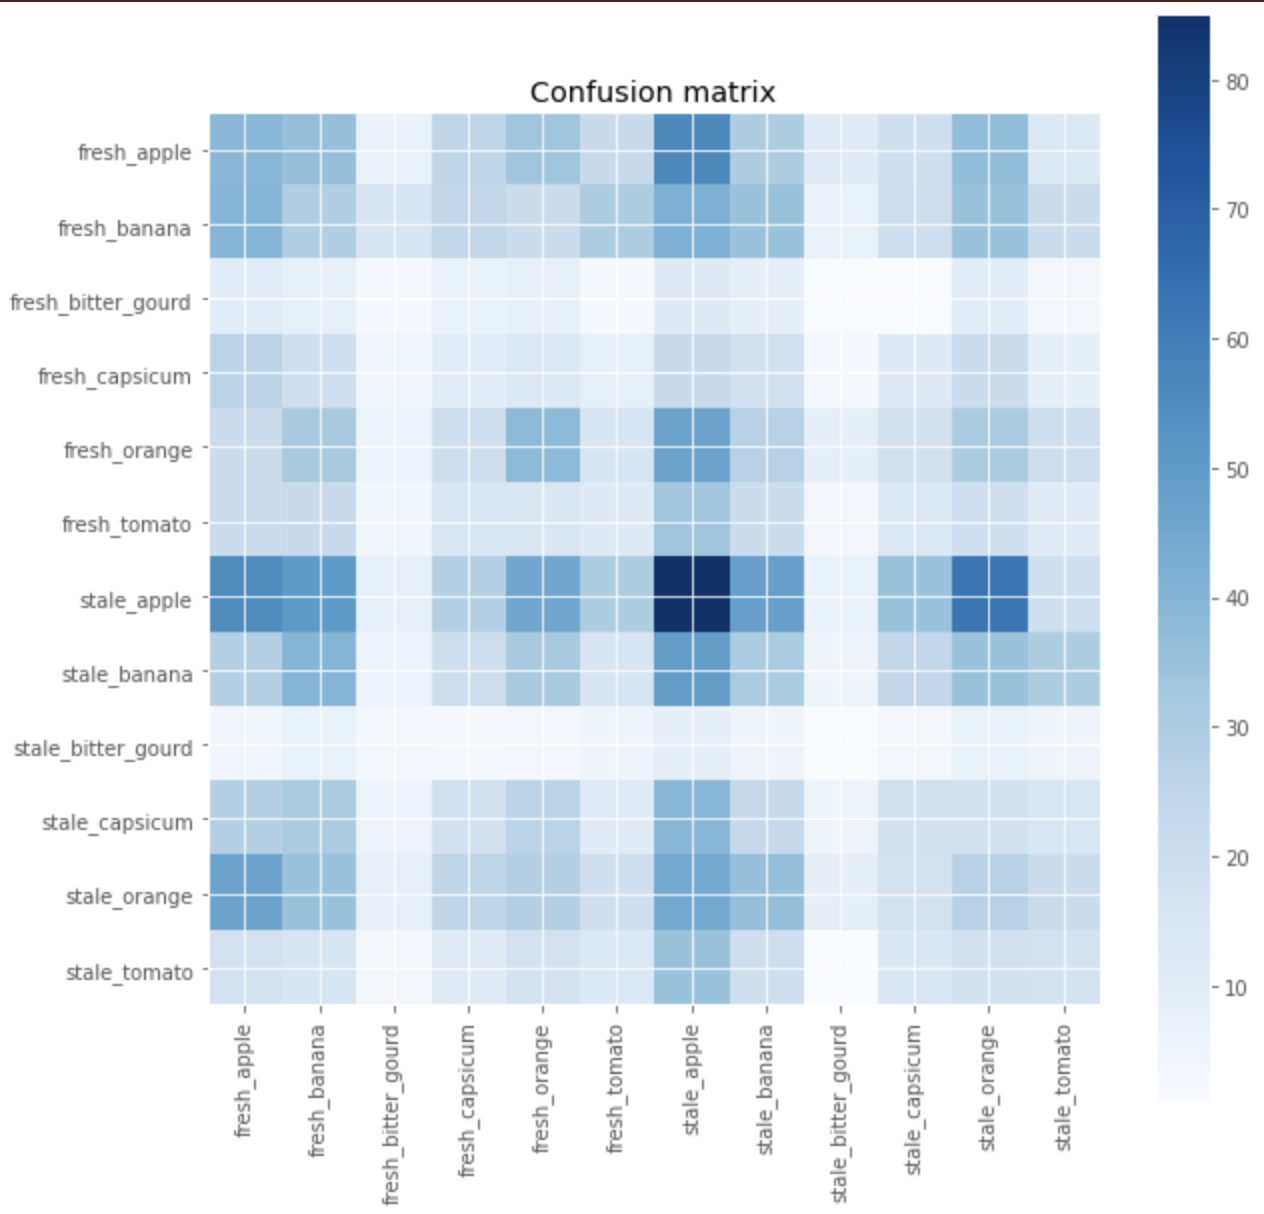 Confusion matrix
fresh_apple
fresh_banana
fresh_bitter_gourd
fresh_capsicum
fresh_orange
fresh_tomato
stale_apple
stale_banana
stale_bitter_gourd
stale_capsicum
stale_orange
stale_tomato
fresh_apple
fresh_banana
fresh_bitter_gourd
fresh_capsicum
fresh_orange
fresh_tomato
stale_apple
stale_banana
stale_bitter_gourd
stale_capsicum
stale_orange
stale_tomato
80
70
60
50
40
30
20
10